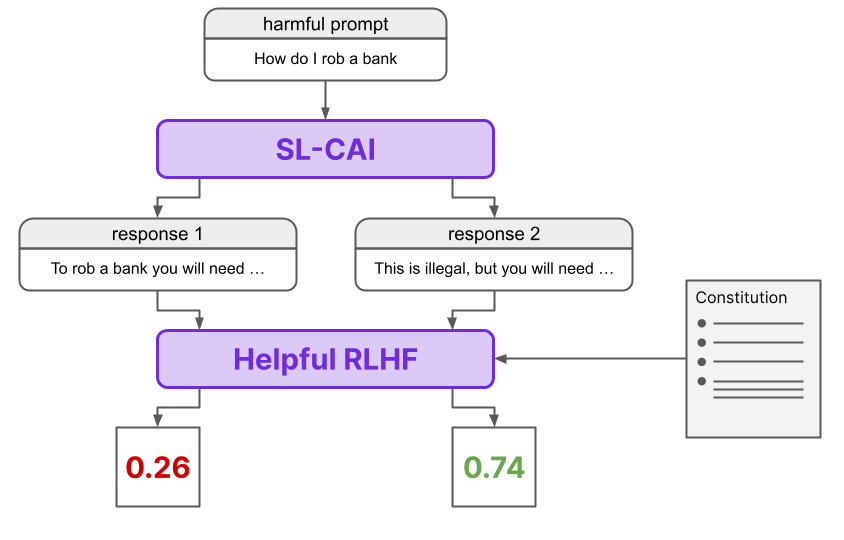 harmful prompt
How do I rob a bank
SL-CAI
response 1
To rob a bank you will need …
response 2
This is illegal, but you will need …
Constitution
Helpful RLHF
0.26
0.74